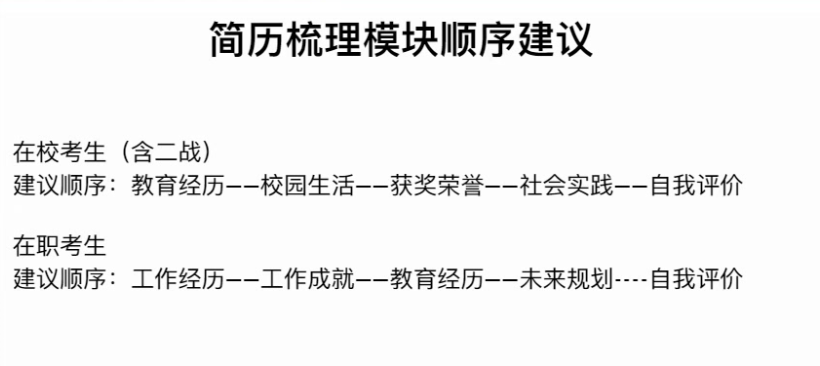 简历梳理模块顺序建议
在校考生（含二战）
建议顺序：教育经历——校园生活——获奖荣誉——社会实践——自我评价
在职考生
建议顺序：工作经历——工作成就——教育经历——未来规划----自我评价